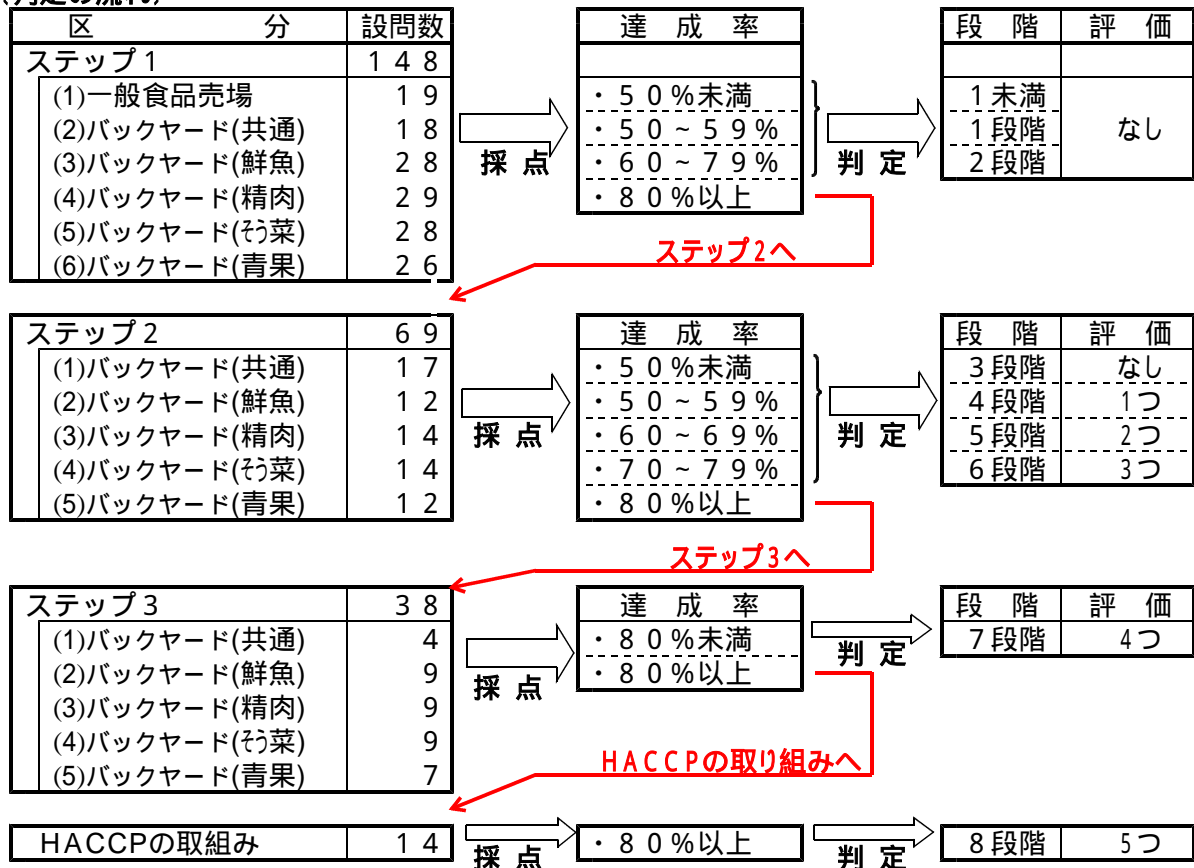 区 分 設問数 達 成 率 段 階 評 価
ステップ1 148
(1)一般食品売場 19 ・50%未満 1未満
(2)バックヤード(共通) 18 ・50~59% 1段階 なし
(3)バックヤード(鮮魚) 28 採 点 ・60~79% 判 定 2段階
(4)バックヤード(精肉) 29 ・80%以上
(5)バックヤード(そう菜) 28 ステップ2へ
(6)バックヤード(青果) 26
ステップ2 69 達 成 率 段 階 評 価
(1)バックヤード(共通) 17 ・50%未満 3段階 なし
(2)バックヤード(鮮魚) 12 ・50~59% 4段階 1つ
(3)バックヤード(精肉) 14 採 点 ・60~69% 判 定 5段階 2つ
(4)バックヤード(そう菜) 14 ・70~79% 6段階 3つ
(5)バックヤード(青果) 12 ・80%以上
ステップ3へ
ステップ3 38 達 成 率 段 階 評 価
(1)バックヤード(共通) 4 ・80%未満 判 定 7段階 4つ
(2)バックヤード(鮮魚) 9 採 点 ・80%以上
(3)バックヤード(精肉) 9
(4)バックヤード(そう菜) 9 HACCPの取り組みへ
(5)バックヤード(青果) 7
HACCPの取組み 14 採 点 ・80%以上 判 定 8段階 5つ